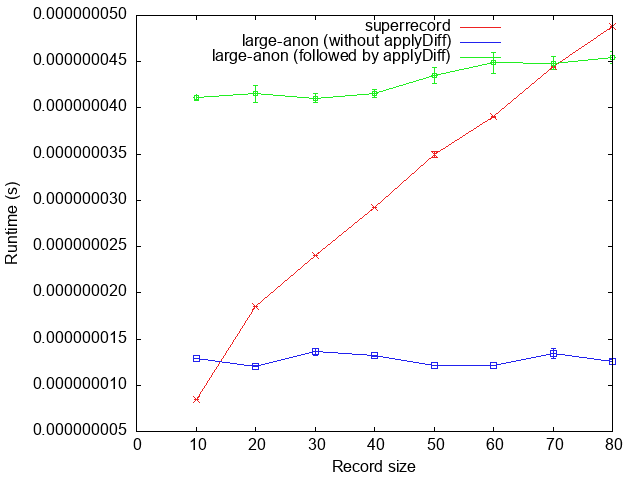 0.000000050
0.000000045
0.000000040
0.000000035
0.000000030
0.000000025
0.000000020
0.000000015
0.000000010
0.000000005
Runtime (s)
superrecord
large-anon (without applyDiff)
large-anon (followed by applyDiff)
0 10 20 30 40 50 60 70 80
Record size